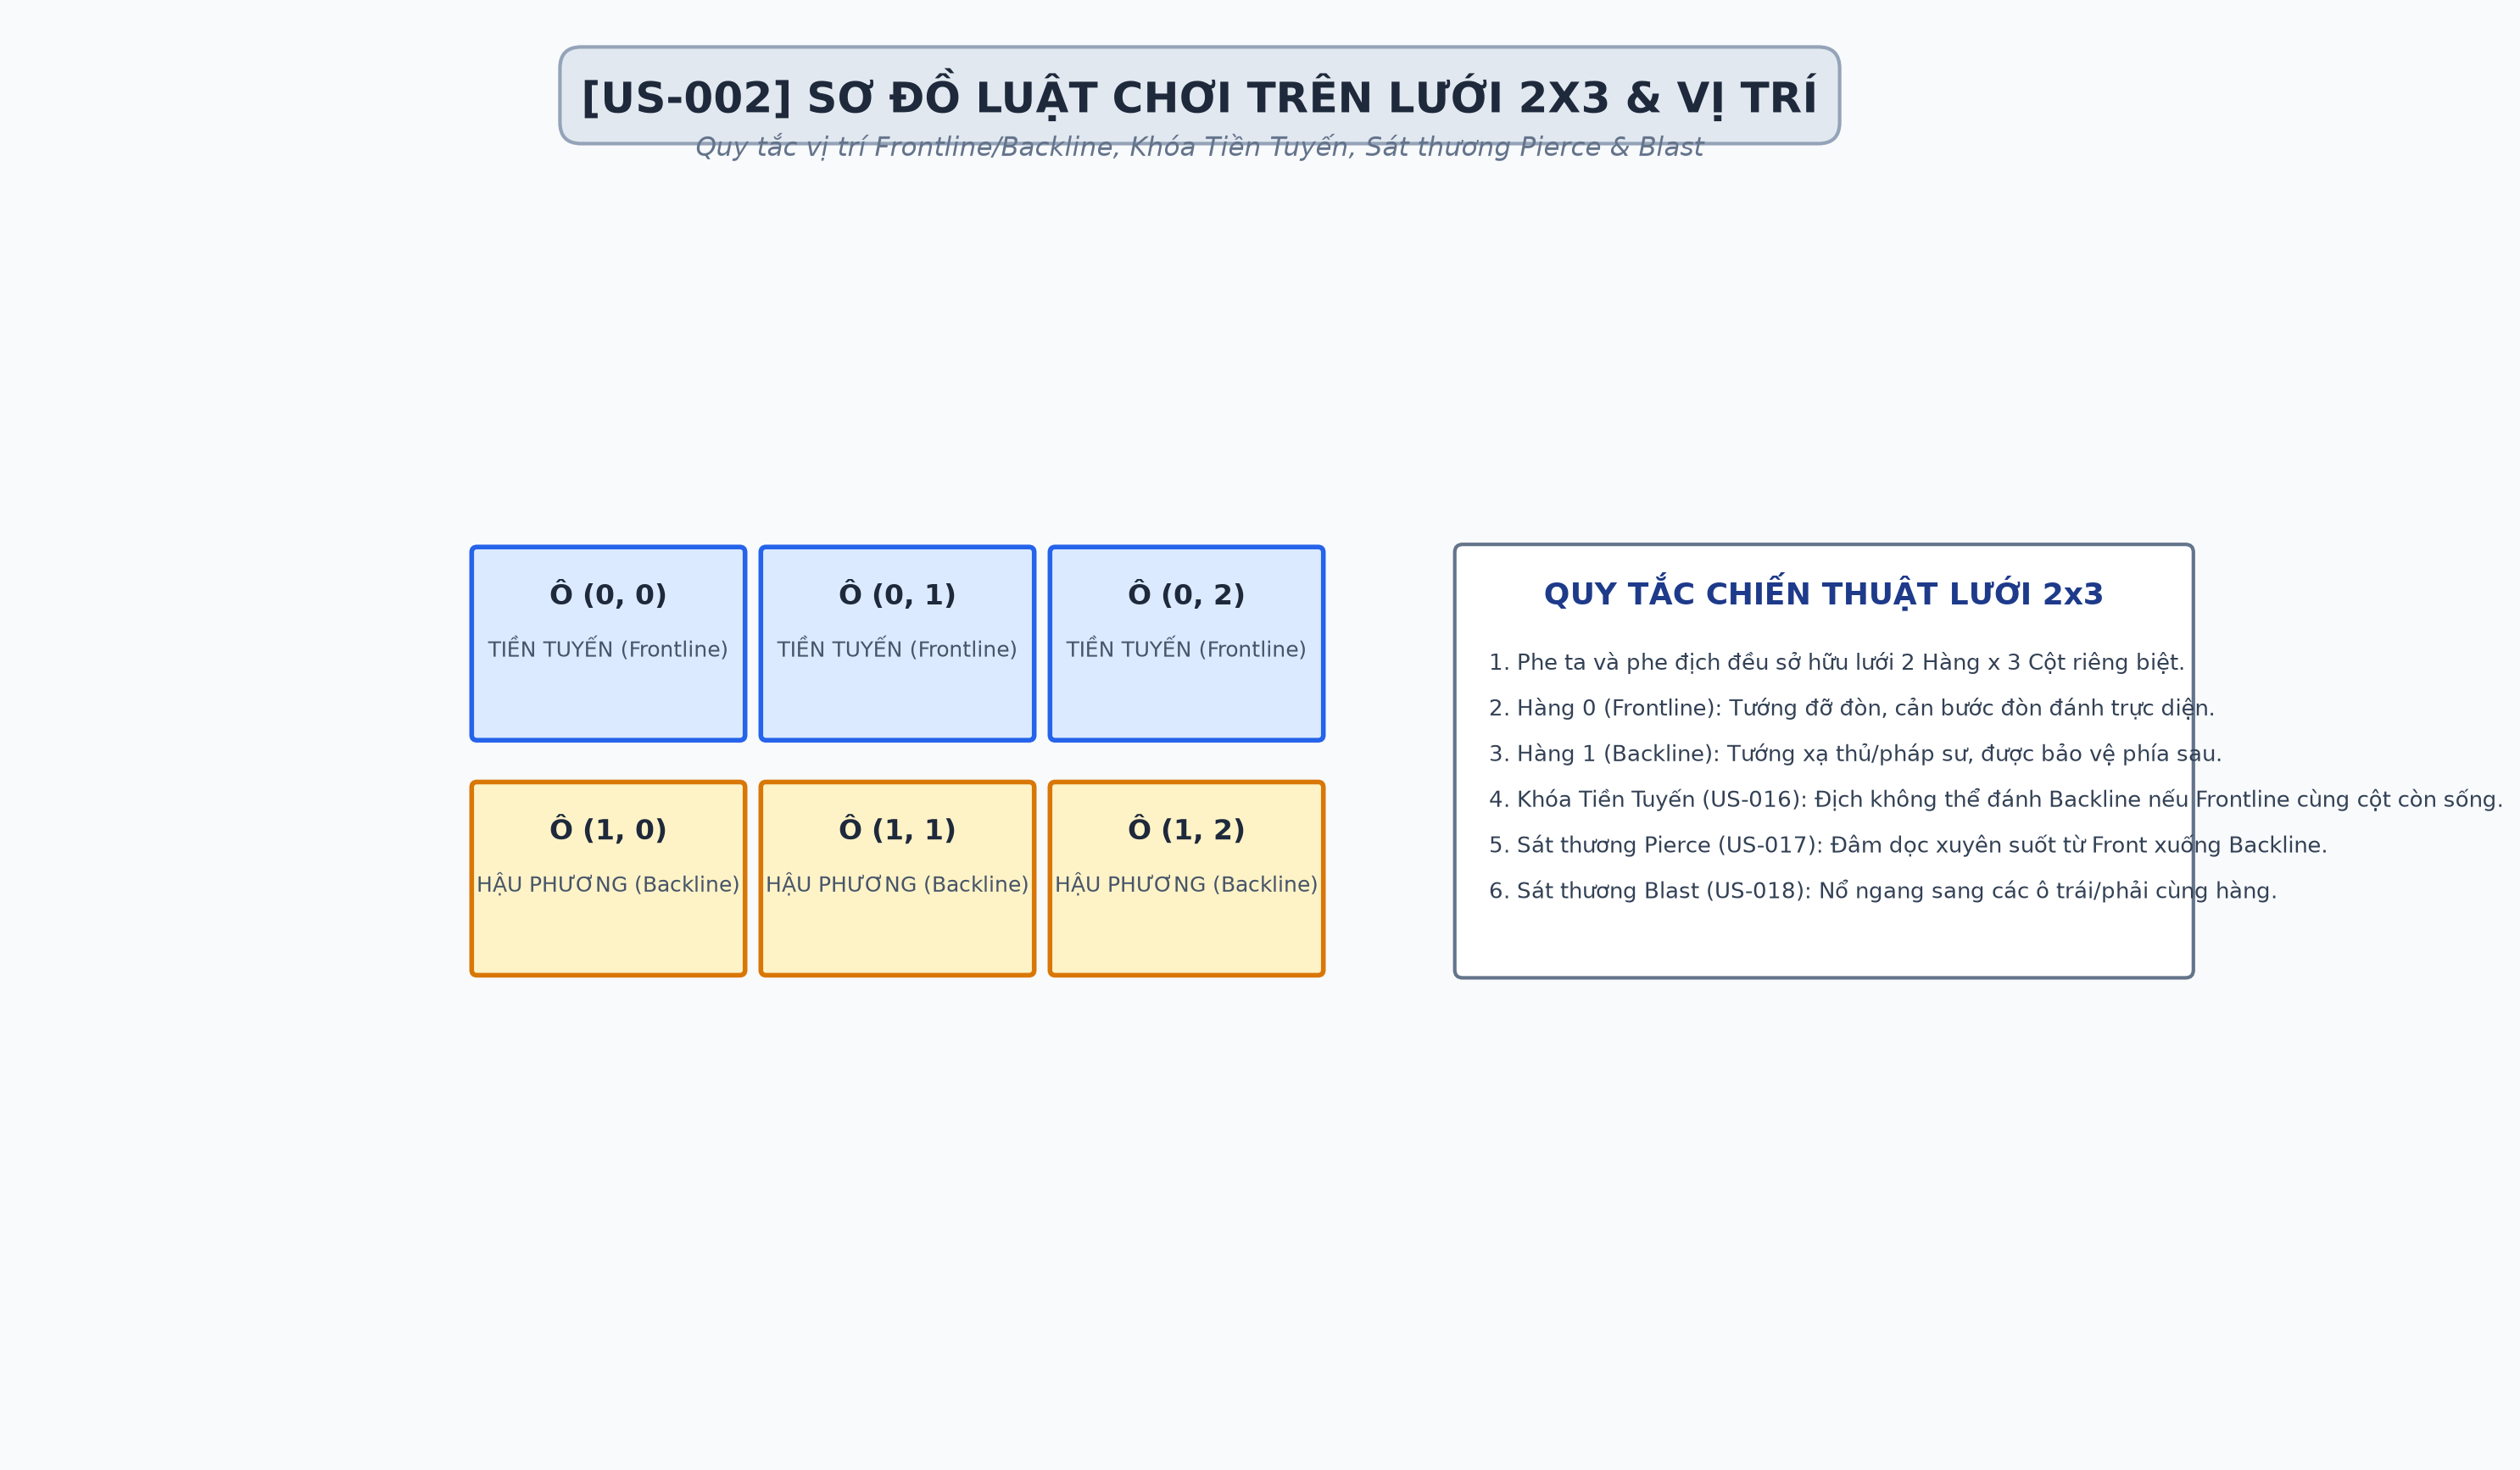 [US-002] SƠ ĐỒ LUẬT CHƠI TRÊN LƯỚI 2X3 & VỊ TRÍ
Quy tắc vị trí Frontline/Backline, Khóa Tiền Tuyến, Sát thương Pierce & Blast
Ô (0, 0)
TIỀN TUYẾN (Frontline)
Ô (0, 1)
TIỀN TUYẾN (Frontline)
Ô (0, 2)
TIỀN TUYẾN (Frontline)
Ô (1, 0)
HẬU PHƯƠNG (Backline)
Ô (1, 1)
HẬU PHƯƠNG (Backline)
Ô (1, 2)
HẬU PHƯƠNG (Backline)
QUY TẮC CHIẾN THUẬT LƯỚI 2x3
1. Phe ta và phe địch đều sở hữu lưới 2 Hàng x 3 Cột riêng biệt.
2. Hàng 0 (Frontline): Tướng đỡ đòn, cản bước đòn đánh trực diện.
3. Hàng 1 (Backline): Tướng xạ thủ/pháp sư, được bảo vệ phía sau.
4. Khóa Tiền Tuyến (US-016): Địch không thể đánh Backline nếu Frontline cùng cột còn sống.
5. Sát thương Pierce (US-017): Đâm dọc xuyên suốt từ Front xuống Backline.
6. Sát thương Blast (US-018): Nổ ngang sang các ô trái/phải cùng hàng.